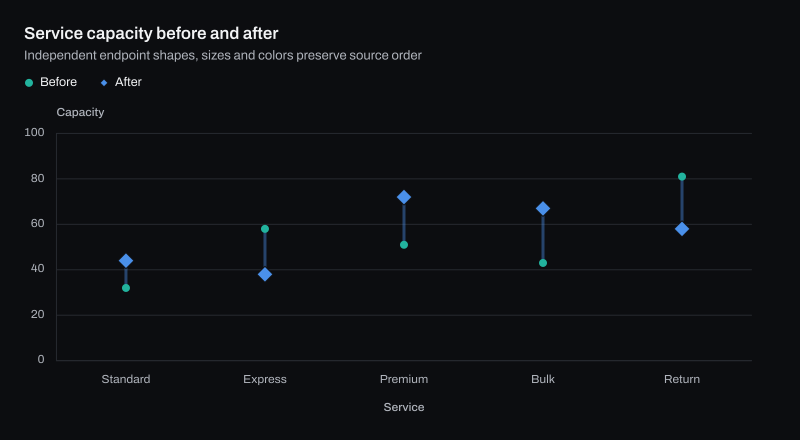 Service capacity before and after
Independent endpoint shapes, sizes and colors preserve source order
Before After
Capacity
100
80
60
40
20
0
Standard Express Premium Bulk Return
Service